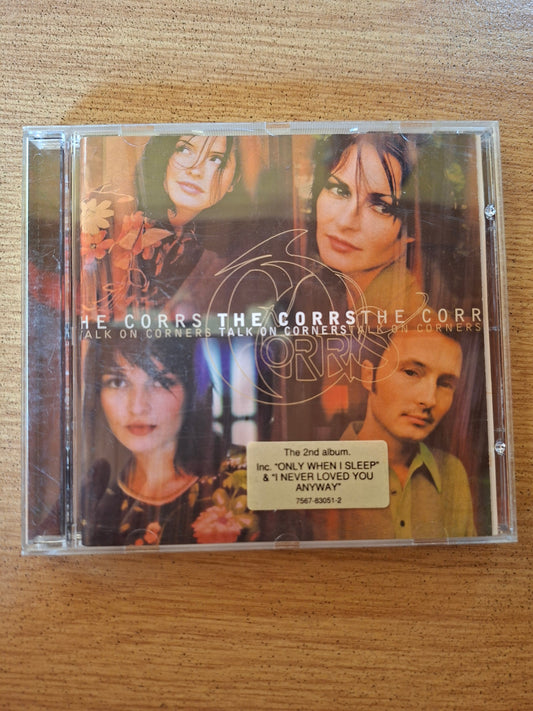 HE CORRS THE CORRS THE CORR
TALK ON CORNERS TALK ON CORNERS TALK ON CORNERS
CORRS
The 2nd album.
Inc. "ONLY WHEN I SLEEP"
& "I NEVER LOVED YOU
ANYWAY"
7567-83051-2